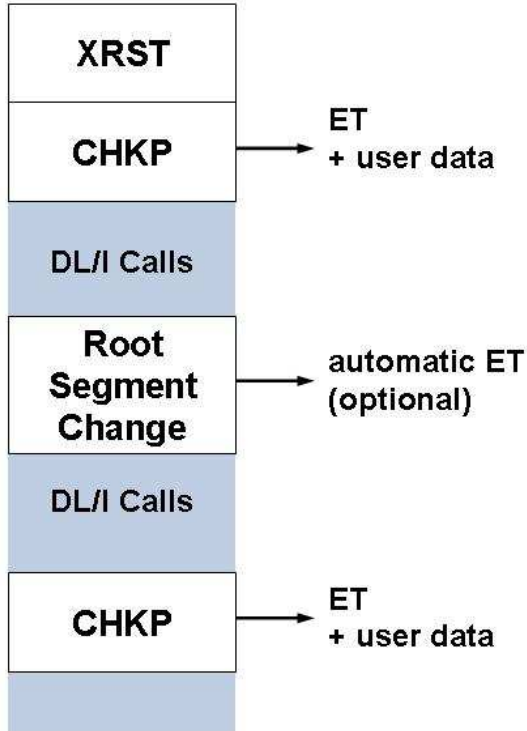 XRST
CHKP
ET
+ user data
DL/I Calls
Root
Segment
Change
automatic ET
(optional)
DL/I Calls
CHKP
ET
+ user data